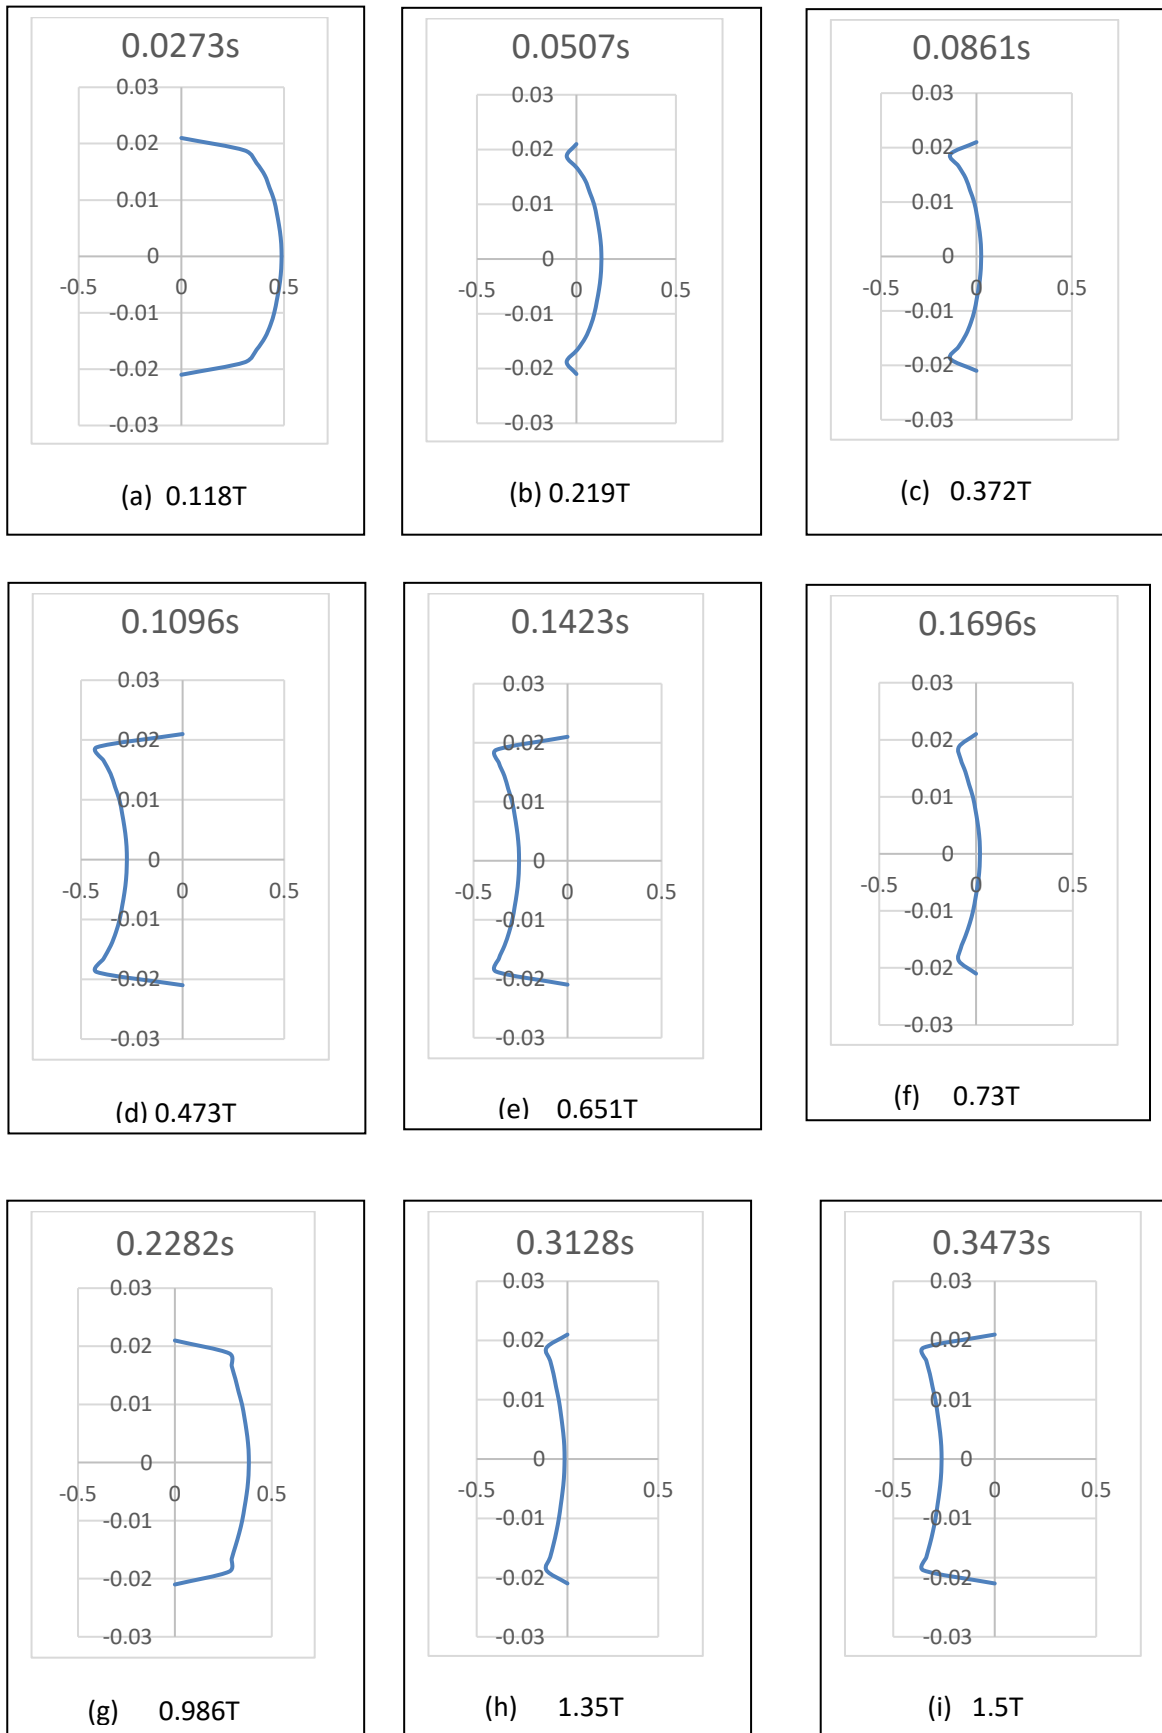 0.0273s
0.03
0.02
0.01
0
-0.5 0 0.5
-0.01
-0.02
-0.03
(a) 0.118T
0.0507s
0.03
0.02
0.01
0
-0.5 0 0.5
-0.01
-0.02
-0.03
(b) 0.219T
0.0861s
0.03
0.02
0.01
0
-0.5 0 0.5
-0.01
-0.02
-0.03
(c) 0.372T
0.1096s
0.03
0.02
0.01
0
-0.5 0 0.5
-0.01
-0.02
-0.03
(d) 0.473T
0.1423s
0.03
0.02
0.01
0
-0.5 0 0.5
-0.01
-0.02
-0.03
(e) 0.651T
0.1696s
0.03
0.02
0.01
0
-0.5 0 0.5
-0.01
-0.02
-0.03
(f) 0.73T
0.2282s
0.03
0.02
0.01
0
-0.5 0 0.5
-0.01
-0.02
-0.03
(g) 0.986T
0.3128s
0.03
0.02
0.01
0
-0.5 0 0.5
-0.01
-0.02
-0.03
(h) 1.35T
0.3473s
0.03
0.02
0.01
0
-0.5 0 0.5
-0.01
-0.02
-0.03
(i) 1.5T